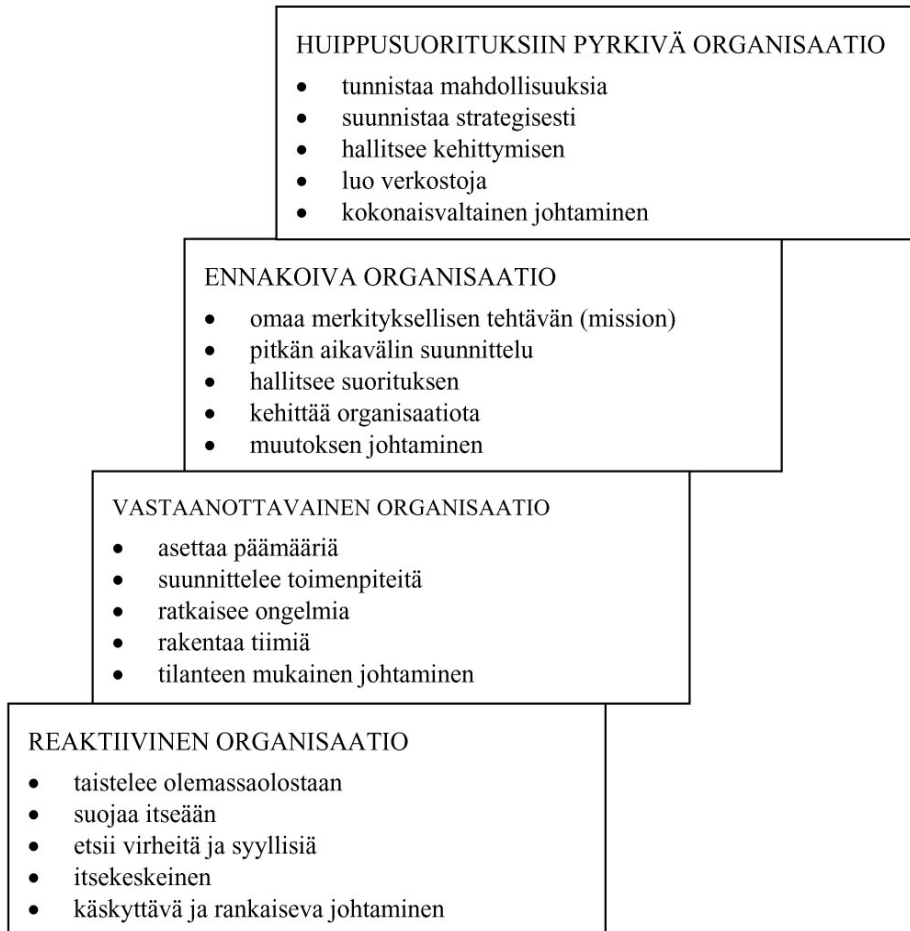 HUIPPUSUORITUKSIIN PYRKIVÄ ORGANISAATIO
• tunnistaa mahdollisuuksia
• suunnistaa strategisesti
• hallitsee kehittymisen
• luo verkostoja
• kokonaisvaltainen johtaminen
ENNAKOIVA ORGANISAATIO
• omaa merkityksellisen tehtävän (mission)
• pitkän aikavälin suunnittelu
• hallitsee suorituksen
• kehittää organisaatiota
• muutoksen johtaminen
VASTAANOTTAVAINEN ORGANISAATIO
• asettaa päämääriä
• suunnittelee toimenpiteitä
• ratkaisee ongelmia
• rakentaa tiimiä
• tilanteen mukainen johtaminen
REAKTIIVINEN ORGANISAATIO
• taistelee olemassaolostaan
• suojaa itseään
• etsii virheitä ja syyllisiä
• itsekeskeinen
• käskyttävä ja rankaiseva johtaminen